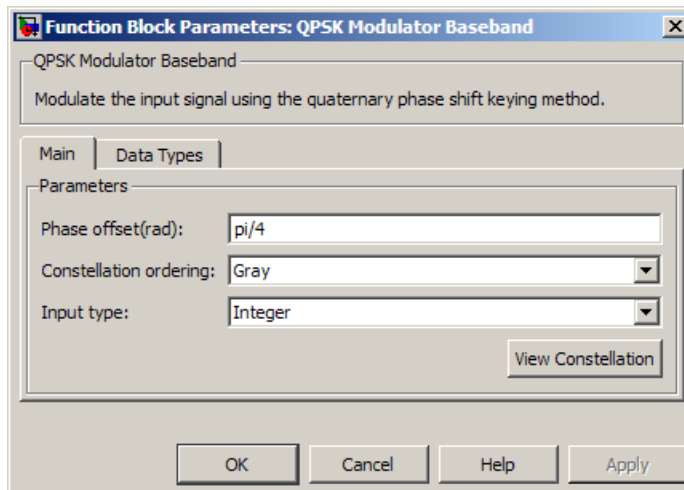 Function Block Parameters: QPSK Modulator Baseband
QPSK Modulator Baseband
Modulate the input signal using the quaternary phase shift keying method.
Main Data Types
Parameters
Phase offset(rad): pi/4
Constellation ordering: Gray
Input type: Integer
View Constellation
OK Cancel Help Apply